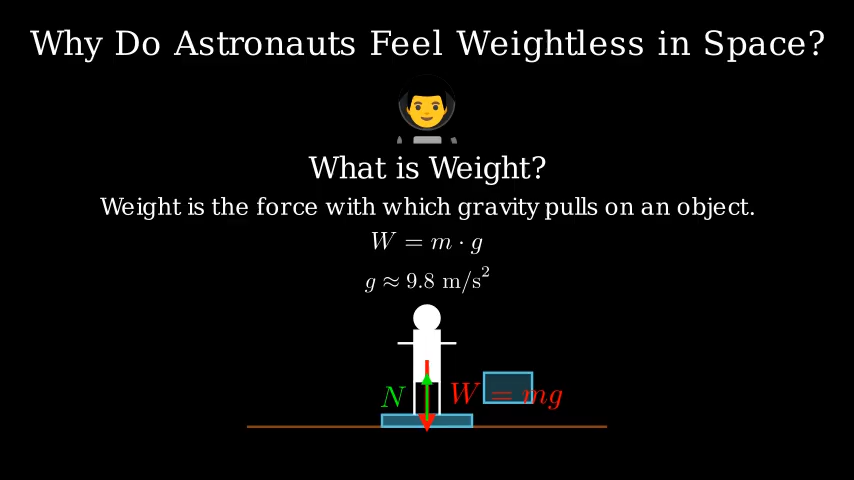 Why Do Astronauts Feel Weightless in Space?
What is Weight?
Weight is the force with which gravity pulls on an object.
W = m · g
g ≈ 9.8 m/s²
N W = mg